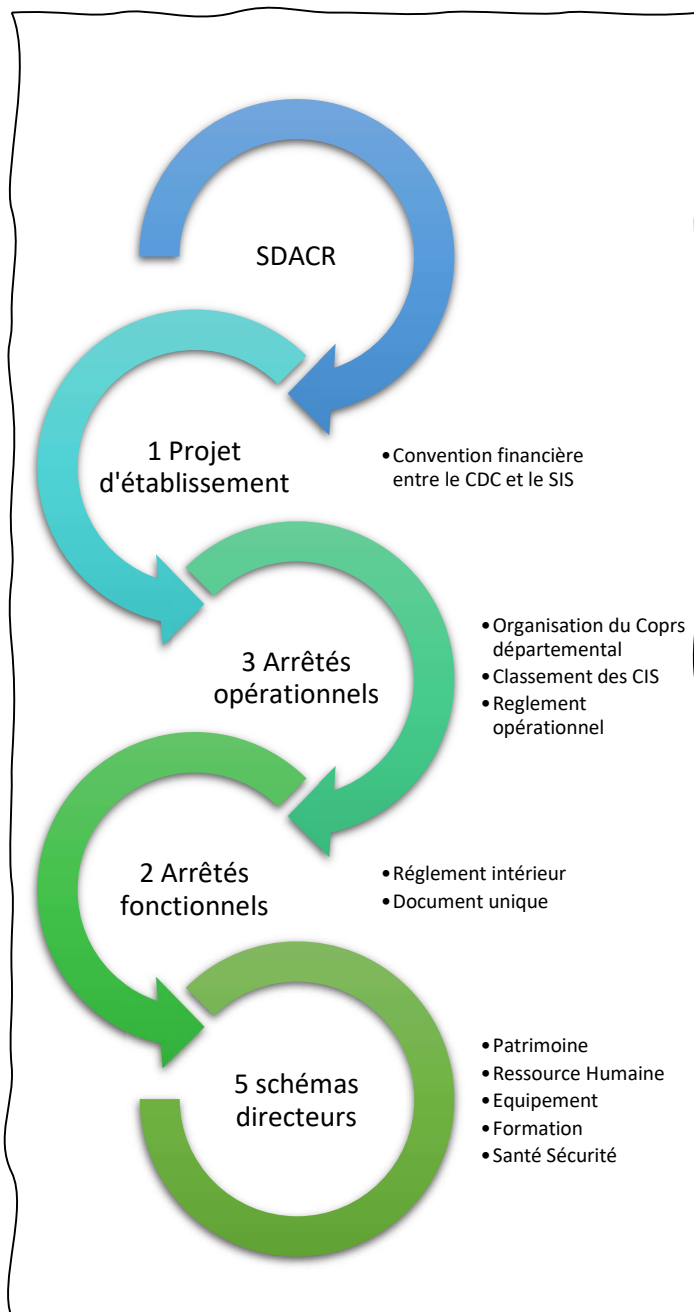 SDACR
1 Projet
d'établissement
•Convention financière
entre le CDC et le SIS
3 Arrêtés
opérationnels
•Organisation du Coprs
départemental
•Classement des CIS
•Reglement
opérationnel
2 Arrêtés
fonctionnels
•Réglement intérieur
•Document unique
5 schémas
directeurs
•Patrimoine
•Ressource Humaine
•Equipement
•Formation
•Santé Sécurité